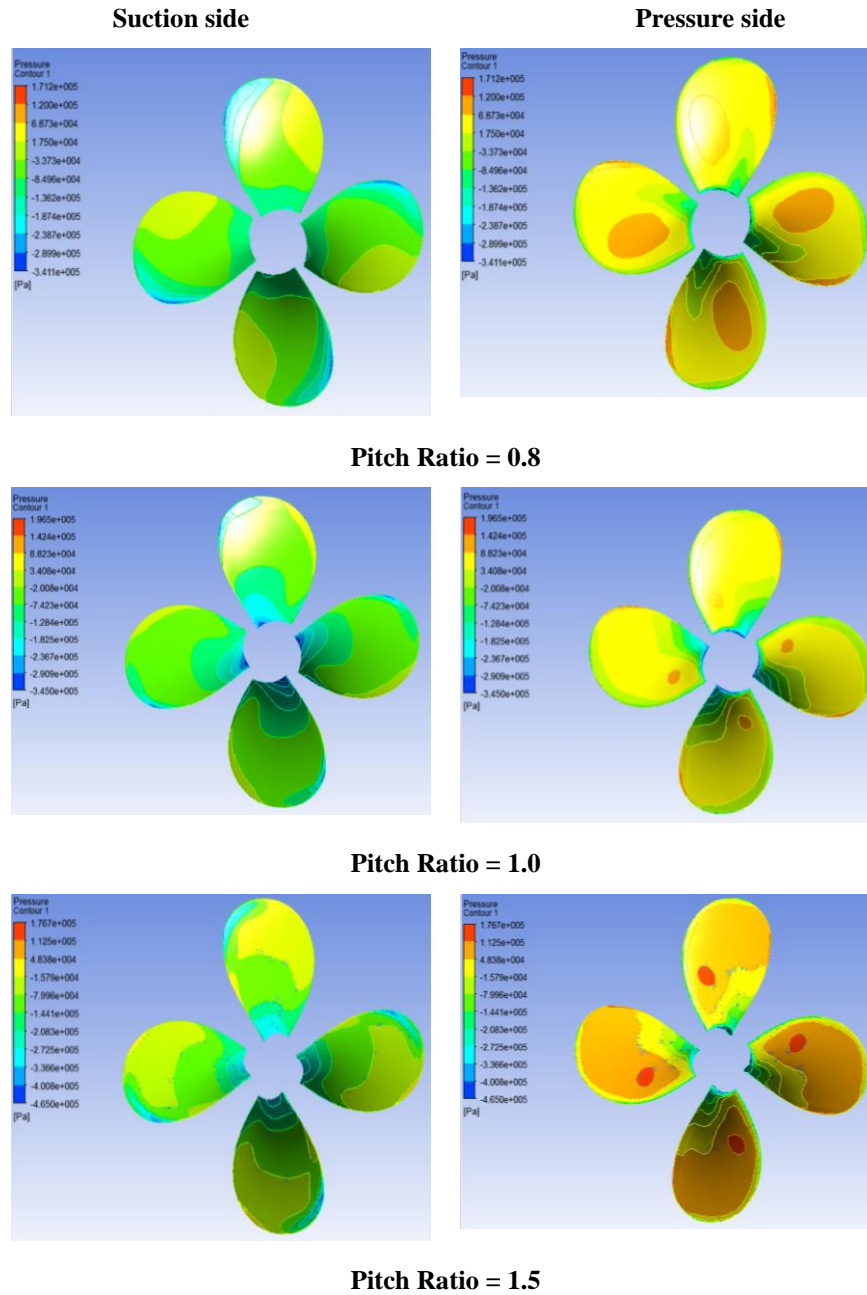 Suction side
Pressure side
Pressure
Contour 1
1.712e+005
1.200e+005
6.873e+004
1.750e+004
-3.373e+004
-8.496e+004
-1.362e+005
-1.874e+005
-2.387e+005
-2.899e+005
-3.411e+005
[Pa]
Pressure
Contour 1
1.712e+005
1.200e+005
6.873e+004
1.750e+004
-3.373e+004
-8.496e+004
-1.362e+005
-1.874e+005
-2.387e+005
-2.899e+005
-3.411e+005
[Pa]
Pitch Ratio = 0.8
Pressure
Contour 1
1.965e+005
1.424e+005
8.823e+004
3.408e+004
-2.008e+004
-7.423e+004
-1.284e+005
-1.825e+005
-2.367e+005
-2.909e+005
-3.450e+005
[Pa]
Pressure
Contour 1
1.965e+005
1.424e+005
8.823e+004
3.408e+004
-2.008e+004
-7.423e+004
-1.284e+005
-1.825e+005
-2.367e+005
-2.909e+005
-3.450e+005
[Pa]
Pitch Ratio = 1.0
Pressure
Contour 1
1.767e+005
1.125e+005
4.838e+004
-1.579e+004
-7.996e+004
-1.441e+005
-2.083e+005
-2.725e+005
-3.366e+005
-4.008e+005
-4.650e+005
[Pa]
Pressure
Contour 1
1.767e+005
1.125e+005
4.838e+004
-1.579e+004
-7.996e+004
-1.441e+005
-2.083e+005
-2.725e+005
-3.366e+005
-4.008e+005
-4.650e+005
[Pa]
Pitch Ratio = 1.5